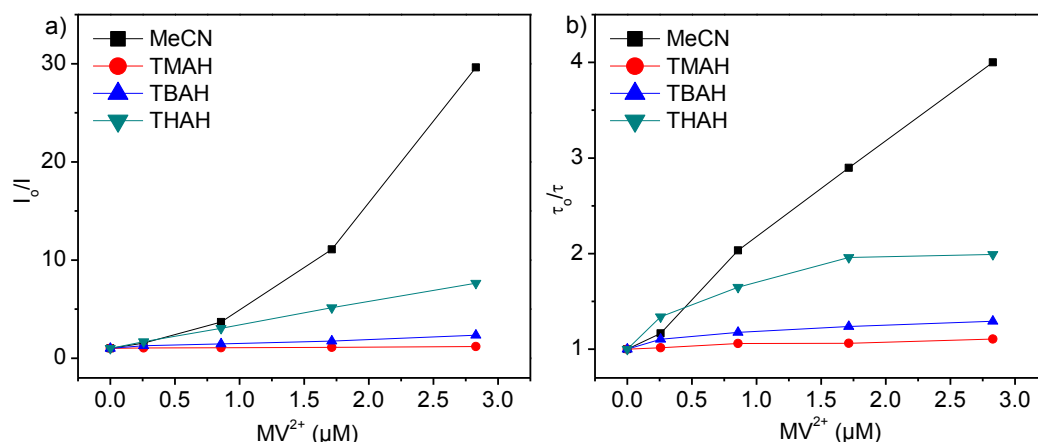 a)
MeCN
TMAH
TBAH
THAH
I₀/I
30
20
10
0
0.0 0.5 1.0 1.5 2.0 2.5 3.0
MV²⁺ (μM)
b)
MeCN
TMAH
TBAH
THAH
τ₀/τ
4
3
2
1
0.0 0.5 1.0 1.5 2.0 2.5 3.0
MV²⁺ (μM)